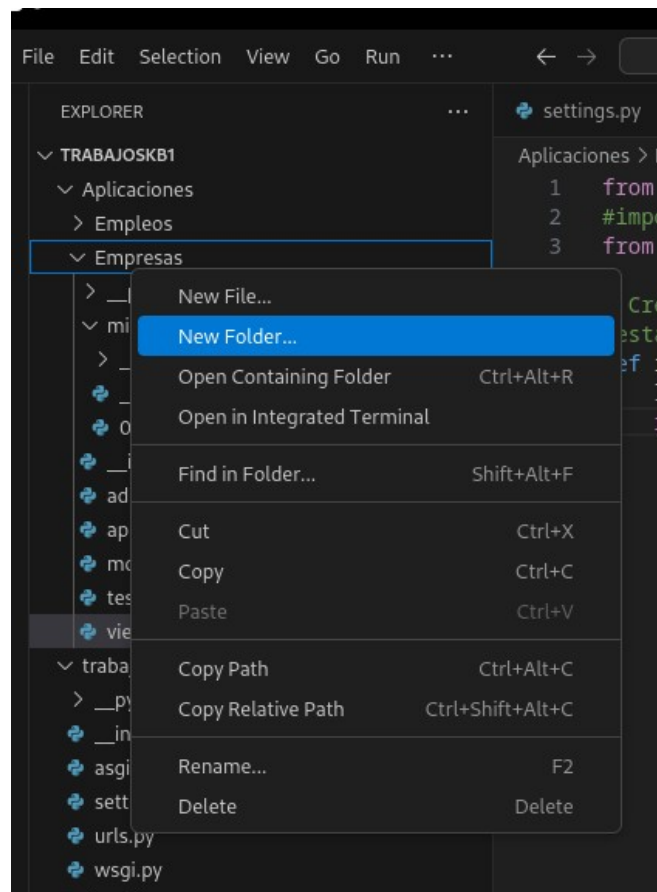 File Edit Selection View Go Run ...
EXPLORER ...
settings.py
TRABAJOSKB1
Aplicaciones >
Aplicaciones
1 from
Empleos
2
3 from
Empresas
New File...
New Folder...
Open Containing Folder Ctrl+Alt+R
Open in Integrated Terminal
Find in Folder... Shift+Alt+F
Cut Ctrl+X
Copy Ctrl+C
Paste Ctrl+V
Copy Path Ctrl+Alt+C
Copy Relative Path Ctrl+Shift+Alt+C
Rename... F2
Delete Delete
urls.py
wsgi.py